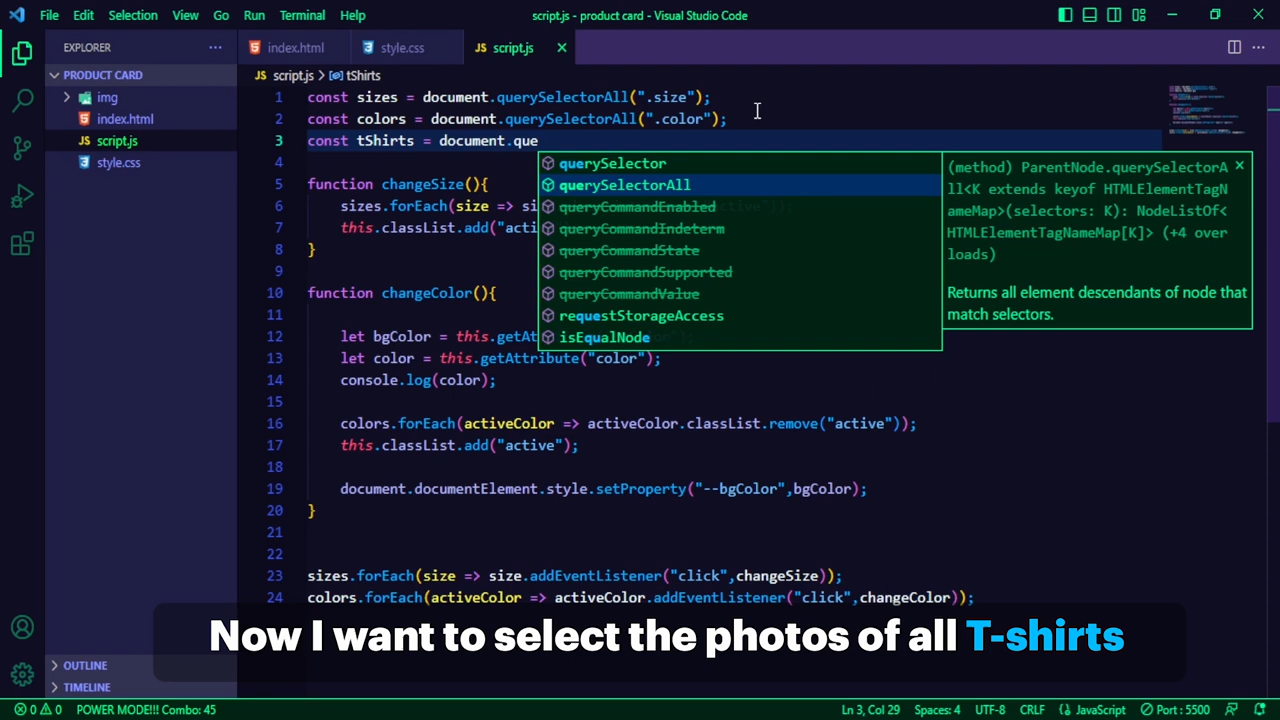 File Edit Selection View Go Run Terminal Help
script.js - product card - Visual Studio Code
EXPLORER
index.html
style.css
JS script.js
PRODUCT CARD
img
index.html
JS script.js
style.css
JS script.js > tShirts
1 const sizes = document.querySelectorAll(".size");
2 const colors = document.querySelectorAll(".color");
3 const tShirts = document.que
4
5 function changeSize(){
6 sizes.forEach(size => si
7 this.classList.add("acti
8 }
9
10 function changeColor(){
12 let bgColor = this.getAt
13 let color = this.getAttribute("color");
14 console.log(color);
15
16 colors.forEach(activeColor => activeColor.classList.remove("active"));
17 this.classList.add("active");
18
19 document.documentElement.style.setProperty("--bgColor",bgColor);
20 }
21
22
23 sizes.forEach(size => size.addEventListener("click",changeSize));
24 colors.forEach(activeColor => activeColor.addEventListener("click",changeColor));
querySelector
querySelectorAll
queryCommandEnabled
queryCommandIndeterm
queryCommandState
queryCommandSupported
queryCommandValue
requestStorageAccess
isEqualNode
(method) ParentNode.querySelectorA
ll<K extends keyof HTMLElementTagN
ameMap>(selectors: K): NodeListOf<
HTMLElementTagNameMap[K]> (+4 over
loads)
Returns all element descendants of node that
match selectors.
Now I want to select the photos of all T-shirts
OUTLINE
TIMELINE
0 0 POWER MODE!!! Combo: 45
Ln 3, Col 29 Spaces: 4 UTF-8 CRLF JavaScript Port : 5500